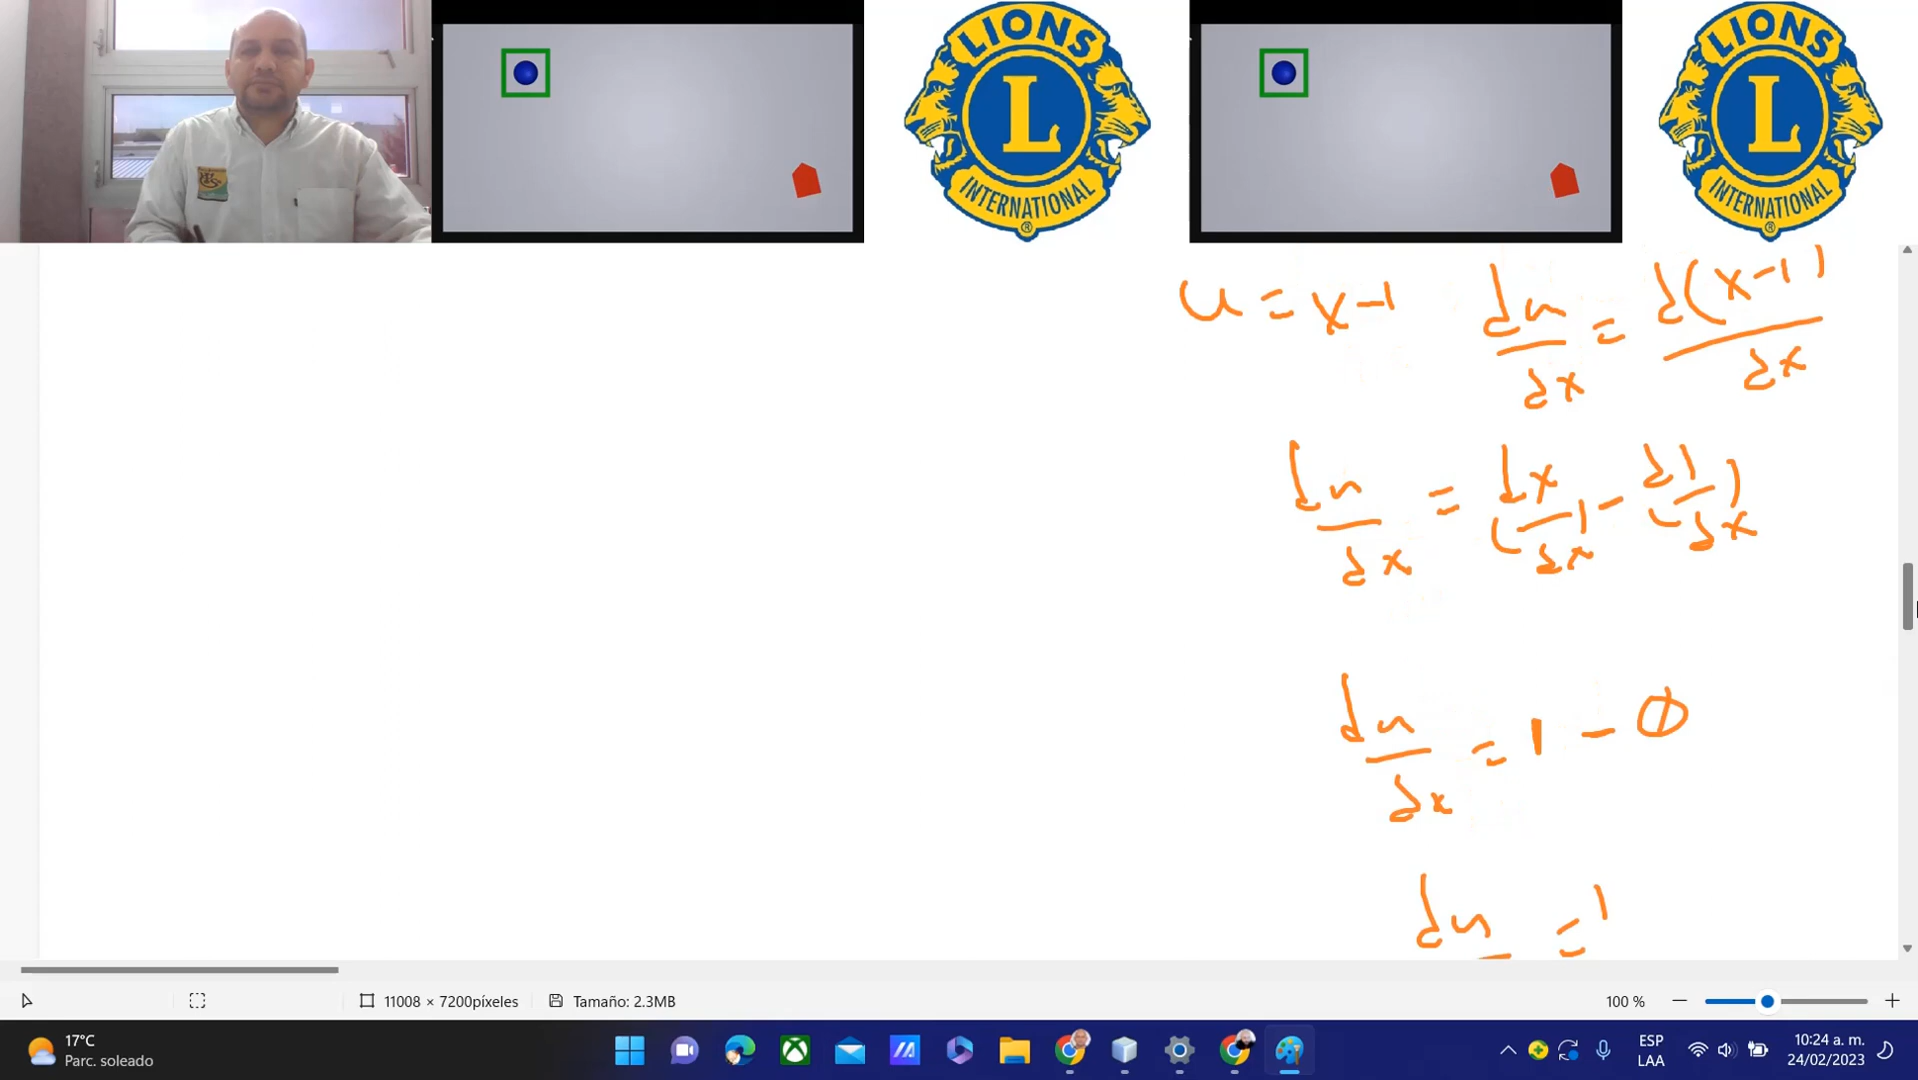 LIONS
L
INTERNATIONAL
®
LIONS
L
INTERNATIONAL
®
u = x-1 du/dx = d(x-1)/dx
du/dx = (dx/dx) - (d1/dx)
du/dx = 1 - 0
du = 1
11008 × 7200píxeles
Tamaño: 2.3MB
100 %
17°C
Parc. soleado
ESP
LAA
10:24 a. m.
24/02/2023